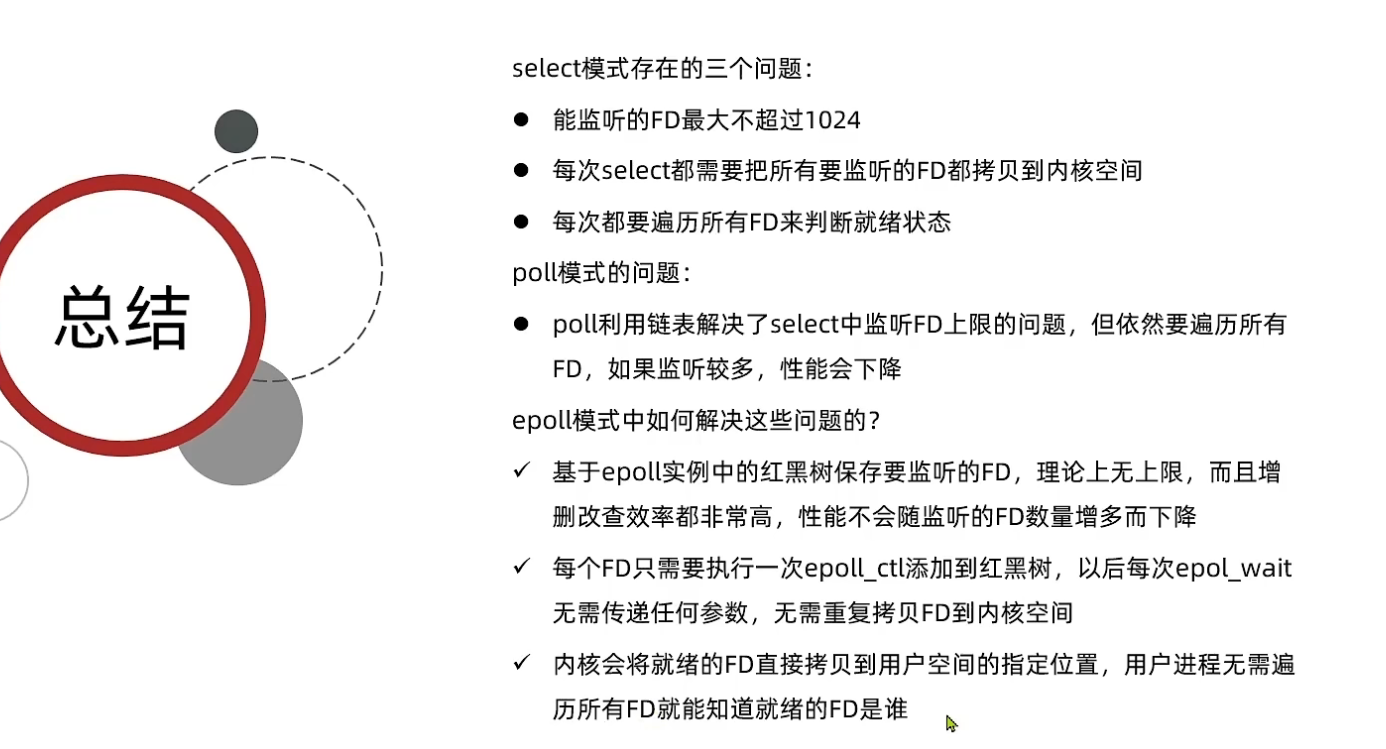 总结
select模式存在的三个问题：
● 能监听的FD最大不超过1024
● 每次select都需要把所有要监听的FD都拷贝到内核空间
● 每次都要遍历所有FD来判断就绪状态
poll模式的问题：
● poll利用链表解决了select中监听FD上限的问题，但依然要遍历所有
FD，如果监听较多，性能会下降
epoll模式中如何解决这些问题的？
✓ 基于epoll实例中的红黑树保存要监听的FD，理论上无上限，而且增
删改查效率都非常高，性能不会随监听的FD数量增多而下降
✓ 每个FD只需要执行一次epoll_ctl添加到红黑树，以后每次epol_wait
无需传递任何参数，无需重复拷贝FD到内核空间
✓ 内核会将就绪的FD直接拷贝到用户空间的指定位置，用户进程无需遍
历所有FD就能知道就绪的FD是谁